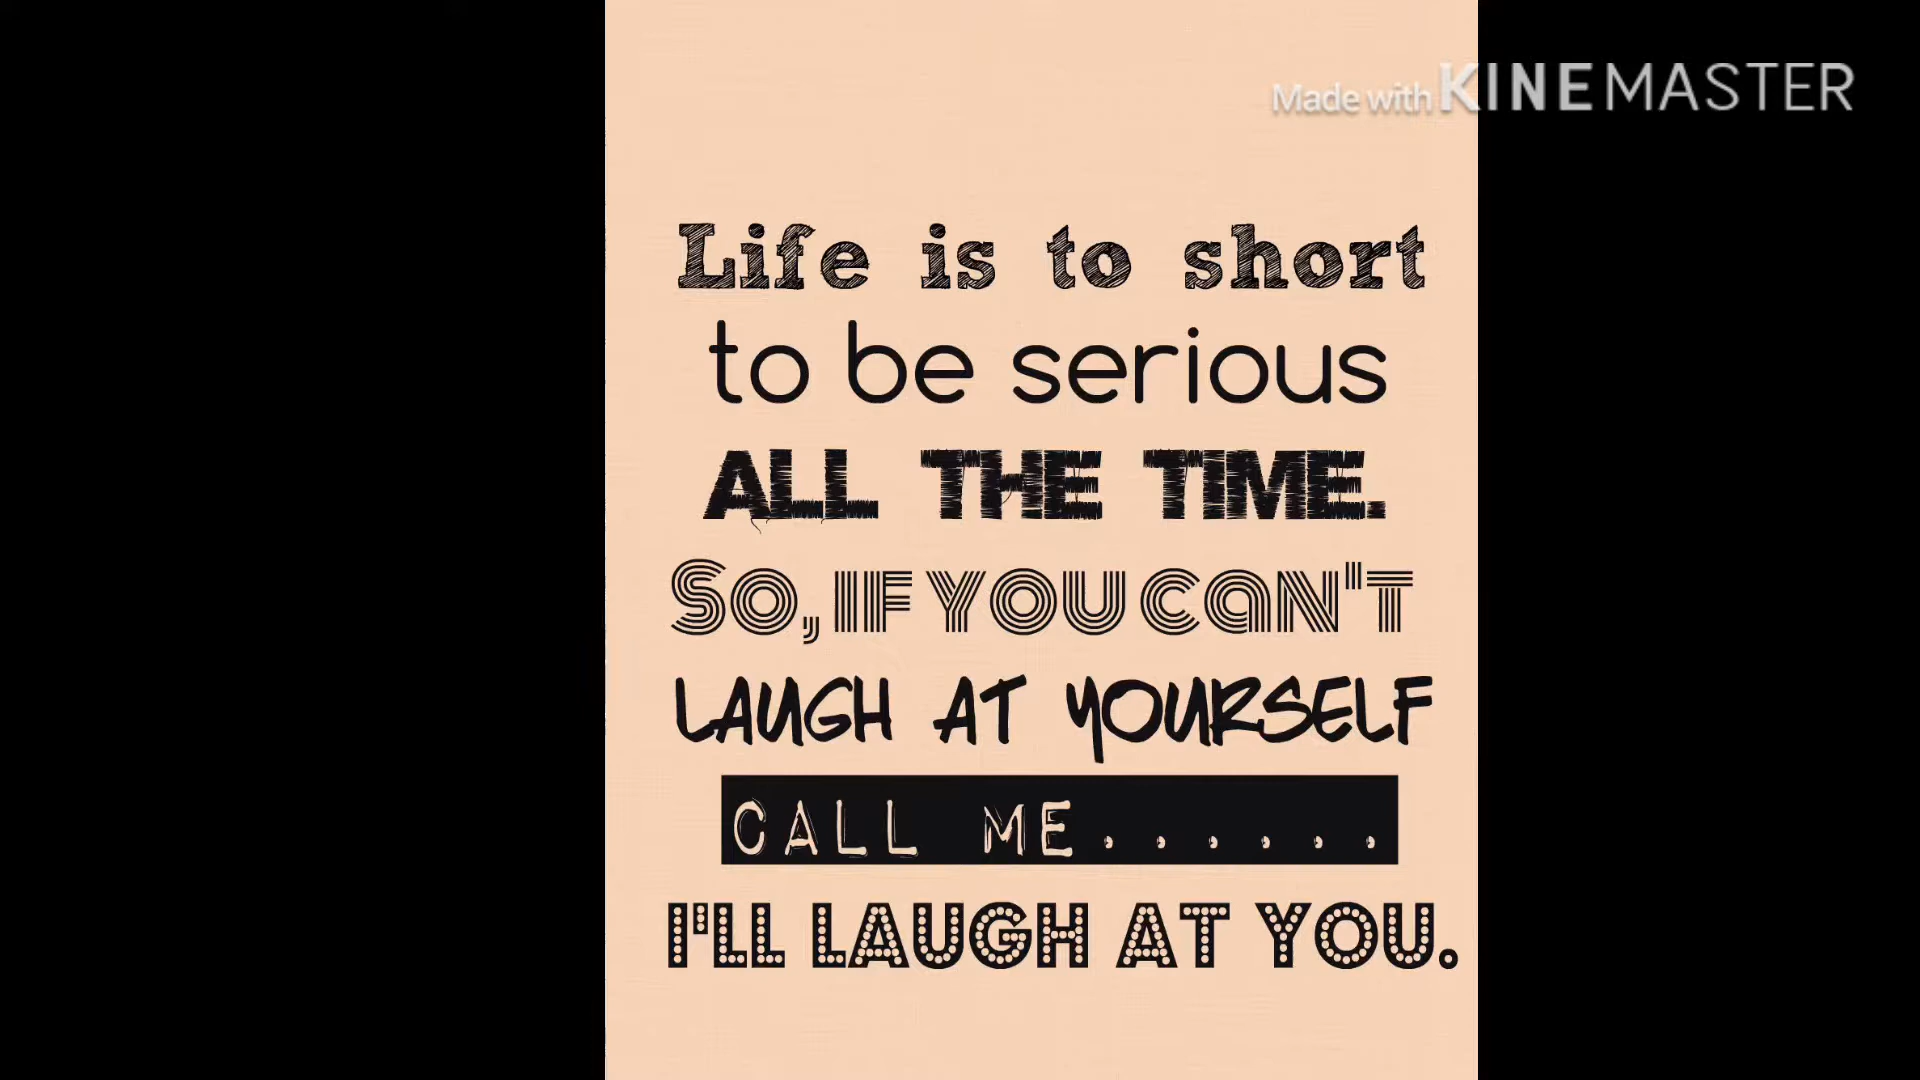 Made with KINEMASTER
Life is to short
to be serious
ALL THE TIME.
So, IF YOU CAN'T
LAUGH AT YOURSELF
CALL ME......
I'LL LAUGH AT YOU.